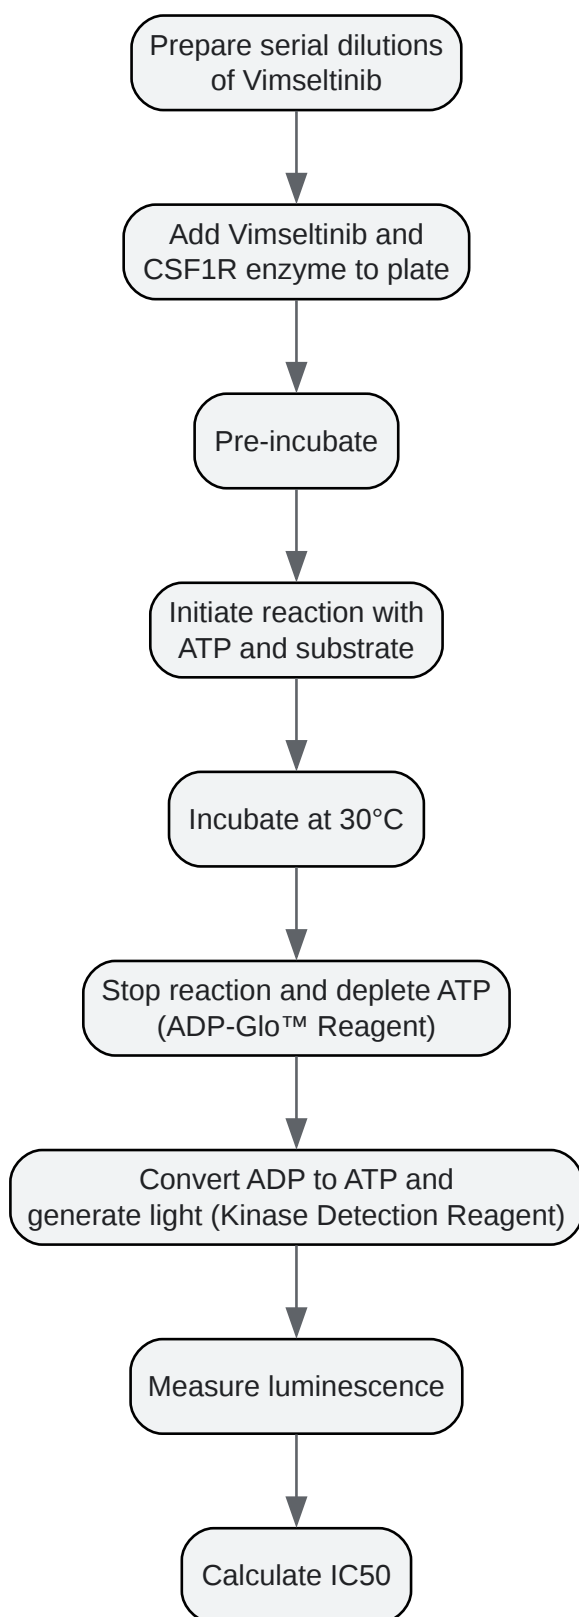 Prepare serial dilutions
of Vimseltinib
Add Vimseltinib and
CSF1R enzyme to plate
Pre-incubate
Initiate reaction with
ATP and substrate
Incubate at 30°C
Stop reaction and deplete ATP
(ADP-Glo™ Reagent)
Convert ADP to ATP and
generate light (Kinase Detection Reagent)
Measure luminescence
Calculate IC50